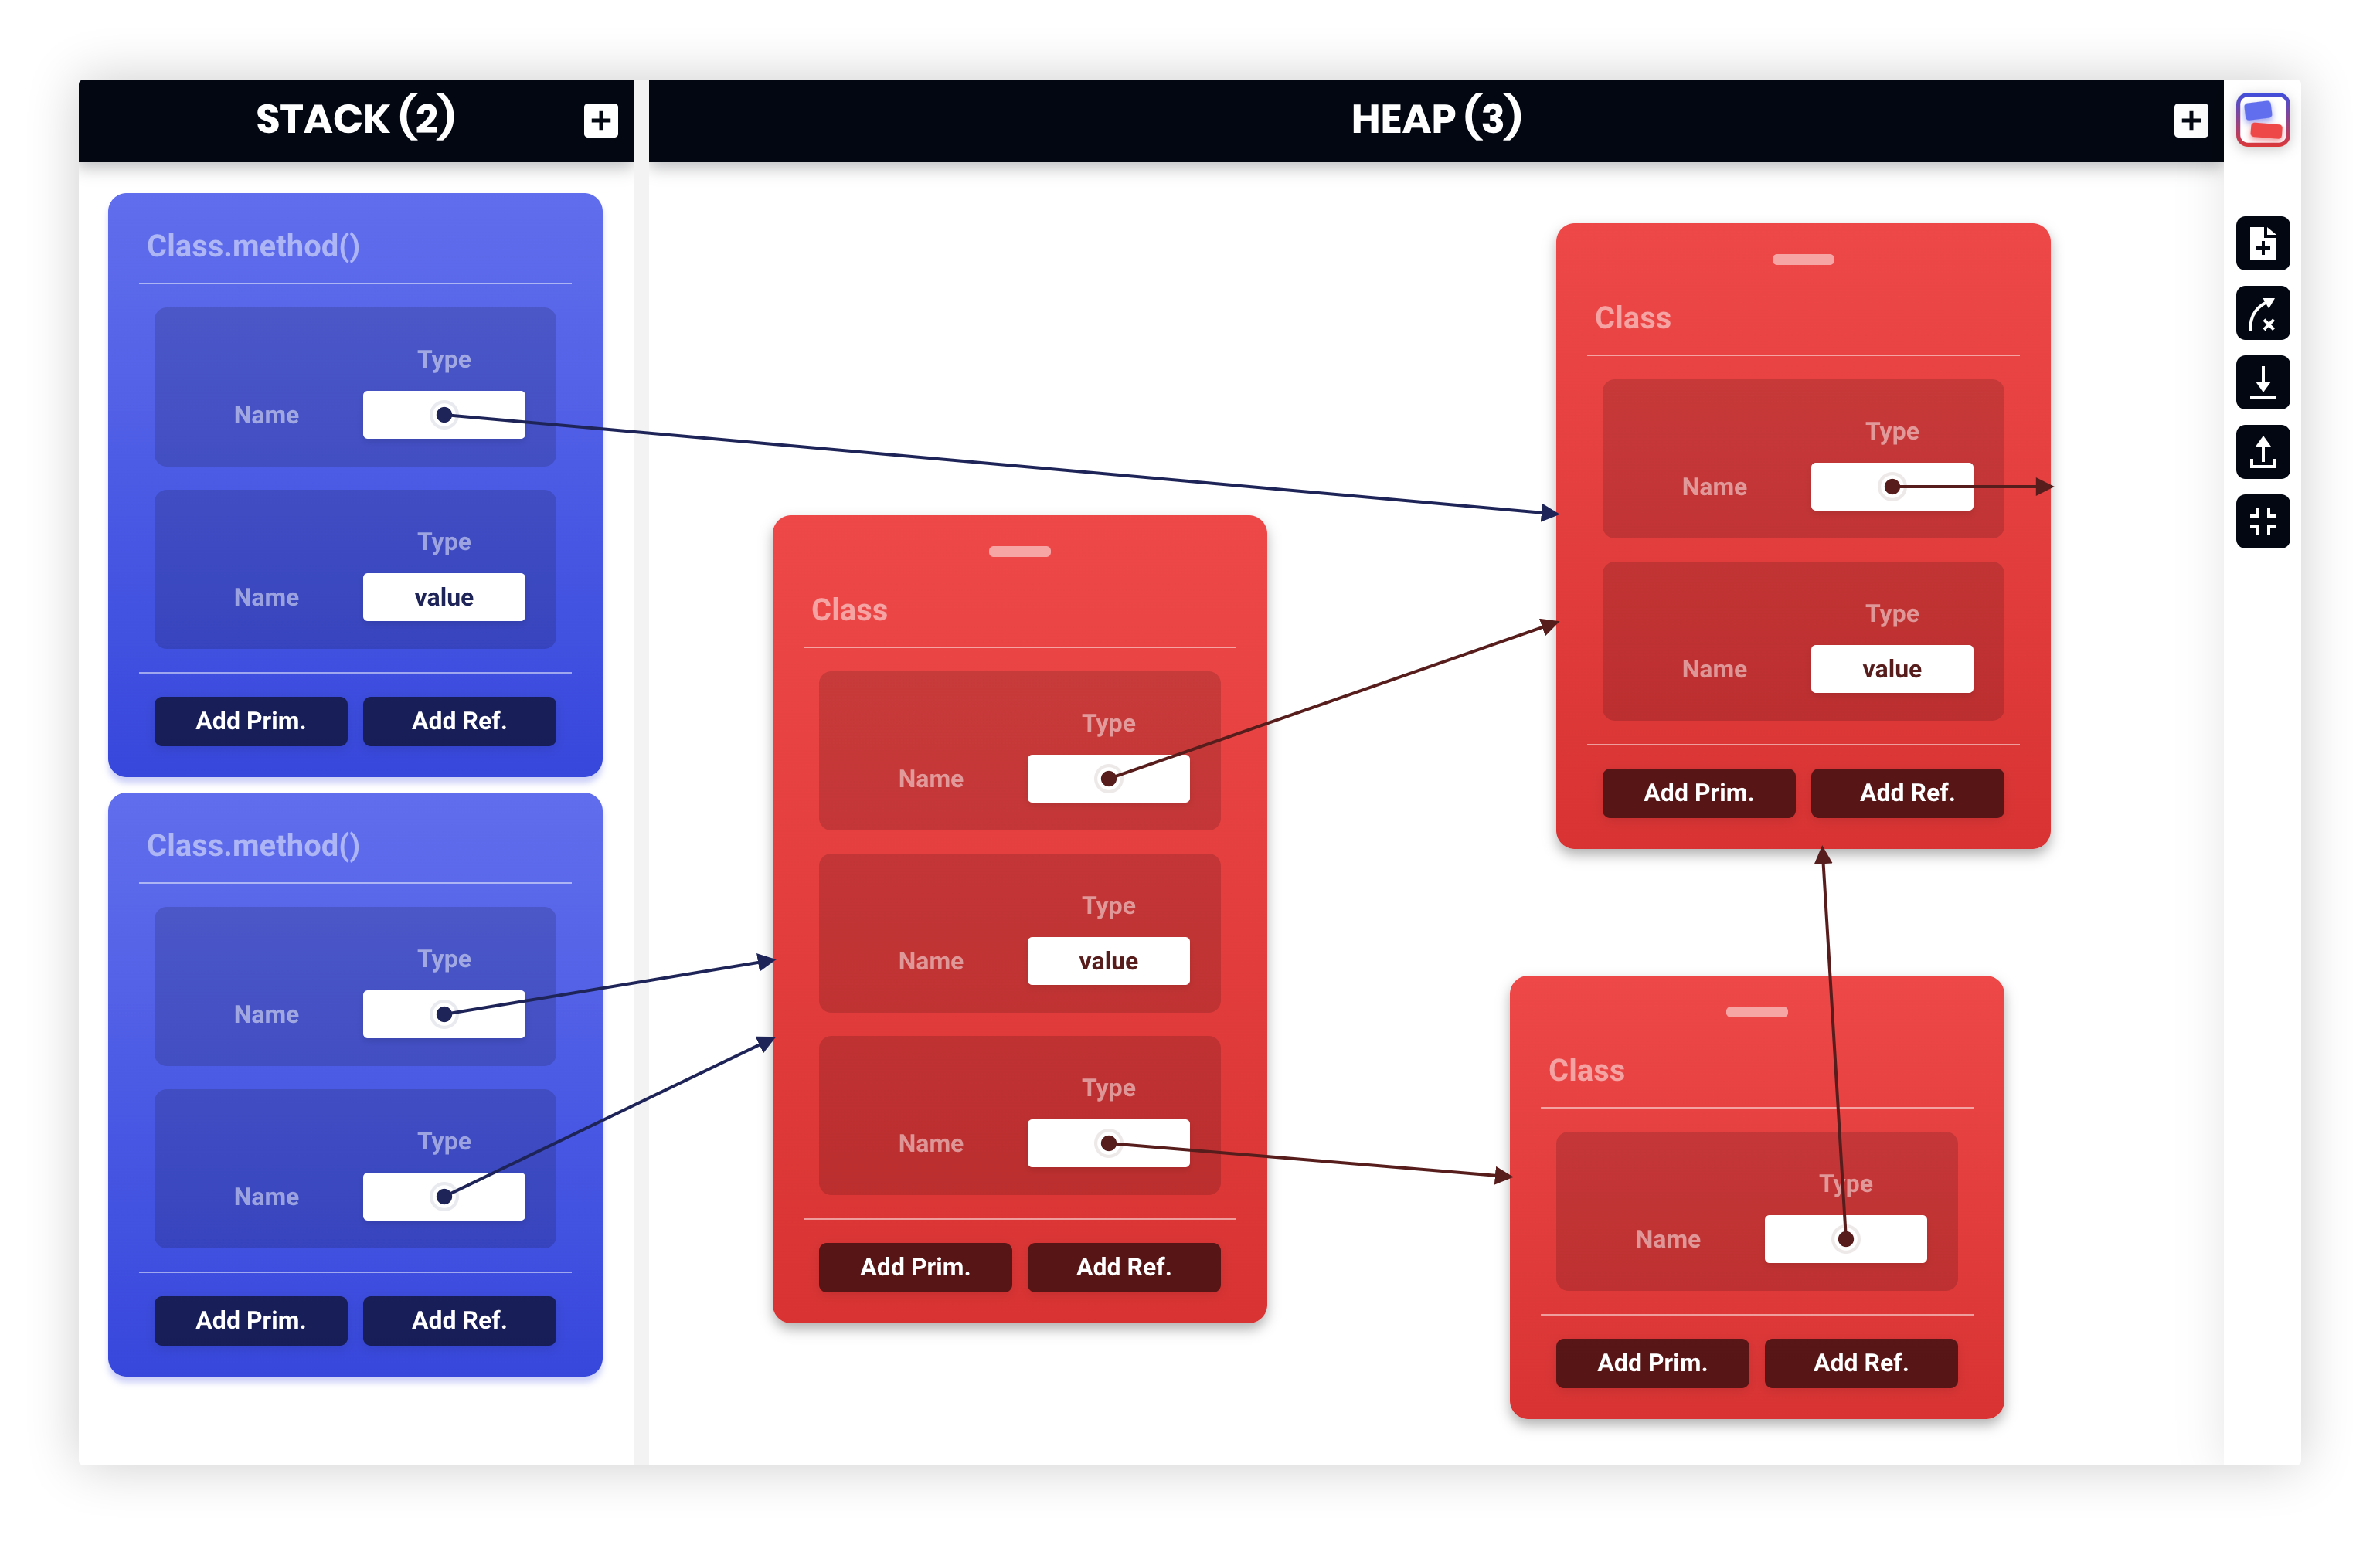 STACK (2)
HEAP (3)
Class.method()
Type
Name
Type
Name value
Add Prim. Add Ref.
Class.method()
Type
Name
Type
Name
Add Prim. Add Ref.
Class
Type
Name
Type
Name value
Type
Name
Add Prim. Add Ref.
Class
Type
Name
Type
Name value
Add Prim. Add Ref.
Class
Type
Name
Add Prim. Add Ref.